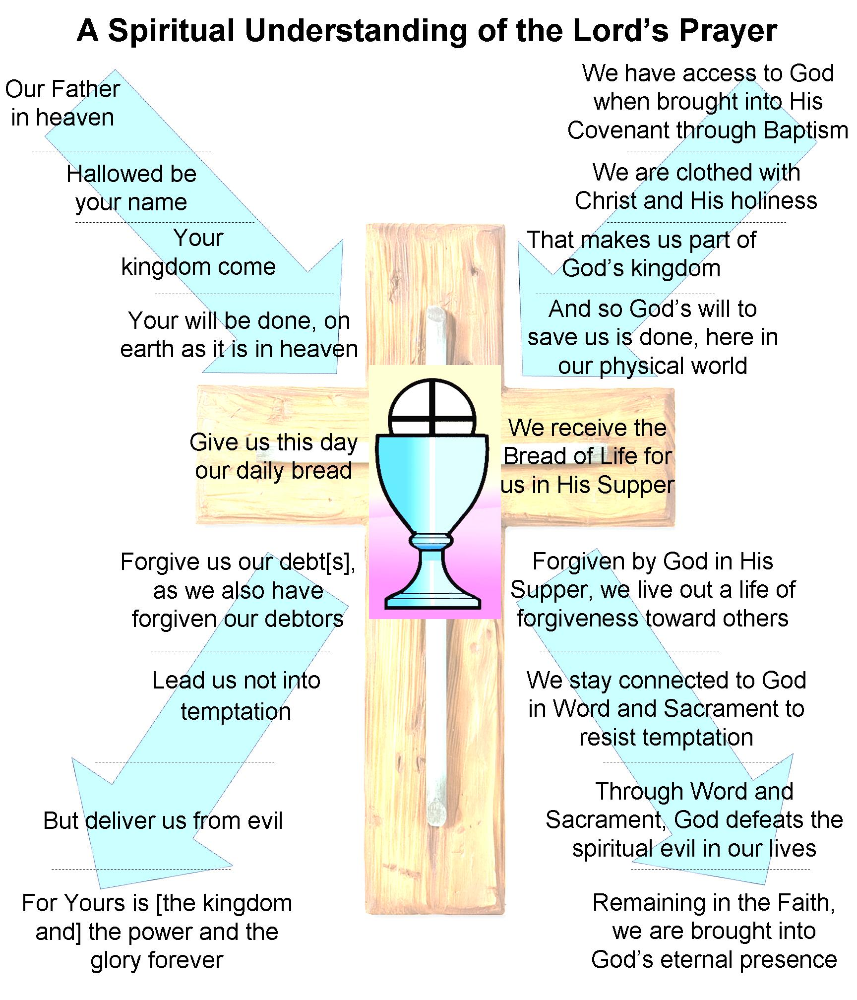 A Spiritual Understanding of the Lord’s Prayer
Our Father
in heaven
We have access to God
when brought into His
Covenant through Baptism
Hallowed be
your name
We are clothed with
Christ and His holiness
Your
kingdom come
That makes us part of
God’s kingdom
Your will be done, on
earth as it is in heaven
And so God’s will to
save us is done, here in
our physical world
Give us this day
our daily bread
We receive the
Bread of Life for
us in His Supper
Forgive us our debt[s],
as we also have
forgiven our debtors
Forgiven by God in His
Supper, we live out a life of
forgiveness toward others
Lead us not into
temptation
We stay connected to God
in Word and Sacrament to
resist temptation
But deliver us from evil
Through Word and
Sacrament, God defeats the
spiritual evil in our lives
For Yours is [the kingdom
and] the power and the
glory forever
Remaining in the Faith,
we are brought into
God’s eternal presence